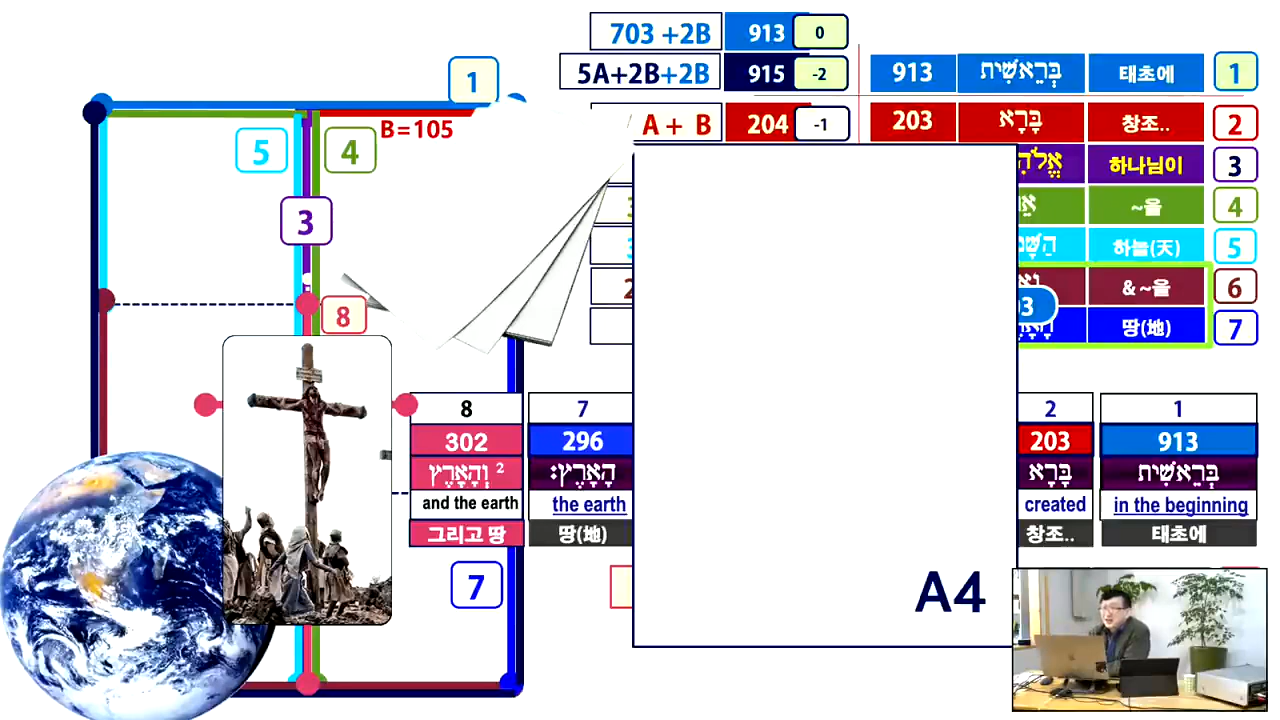 703 +2B 913 0
5A+2B+2B 915 -2
A + B 204 -1
913 בְּרֵאשִׁית 태초에 1
203 בָּרָא 창조.. 2
하나님이 3
~을 4
하늘(天) 5
& ~을 6
땅(地) 7
1
B=105
5 4
3
8
8 7 2 1
302 296 203 913
וְהָאָרֶץ 2 הָאָרֶץ׃ בָּרָא בְּרֵאשִׁית
and the earth the earth created in the beginning
그리고 땅 땅(地) 창조.. 태초에
7
A4